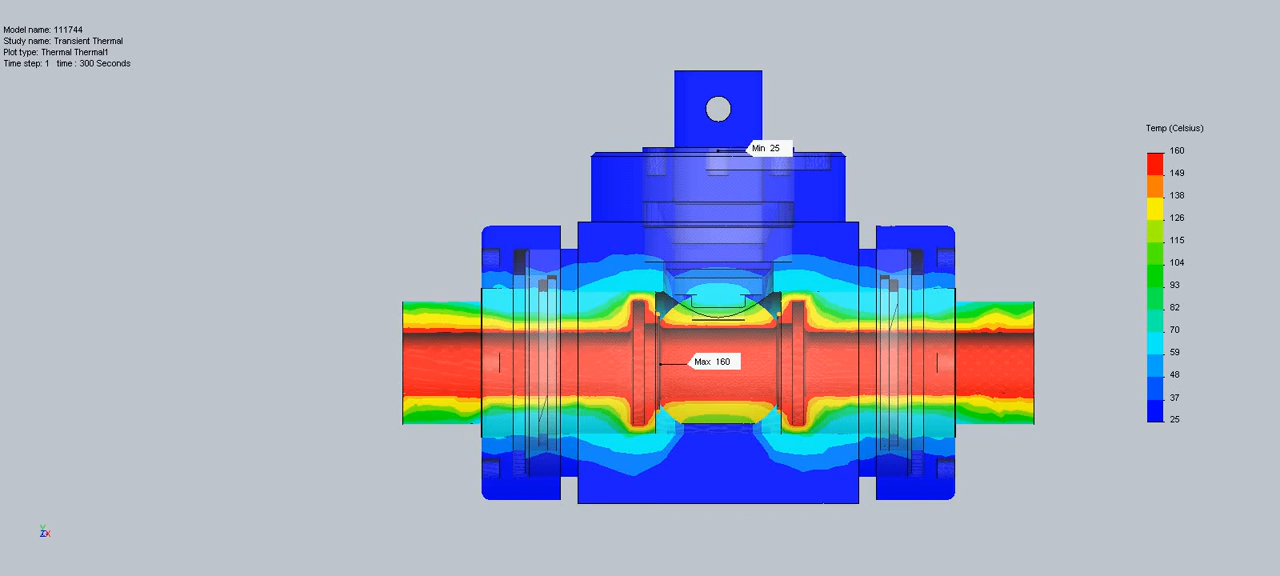 Model name: 111744
Study name: Transient Thermal
Plot type: Thermal Thermal1
Time step: 1 time : 300 Seconds
Temp (Celsius)
Min 25
160
149
138
126
115
104
93
82
70
59
48
37
25
Max 160